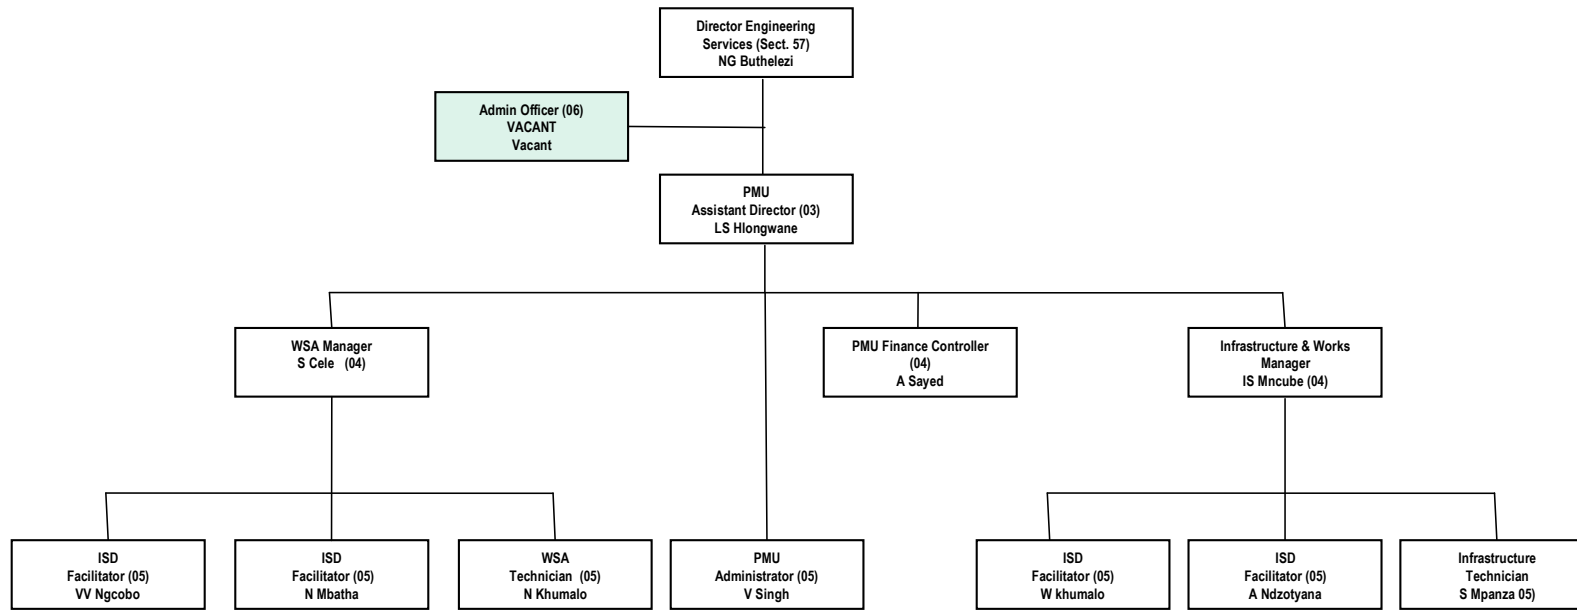 Director Engineering
Services (Sect. 57)
NG Buthelezi
Admin Officer (06)
VACANT
Vacant
PMU
Assistant Director (03)
LS Hlongwane
WSA Manager
S Cele (04)
PMU Finance Controller
(04)
A Sayed
Infrastructure & Works
Manager
IS Mncube (04)
ISD
Facilitator (05)
VV Ngcobo
ISD
Facilitator (05)
N Mbatha
WSA
Technician (05)
N Khumalo
PMU
Administrator (05)
V Singh
ISD
Facilitator (05)
W khumalo
ISD
Facilitator (05)
A Ndzotyana
Infrastructure
Technician
S Mpanza 05)